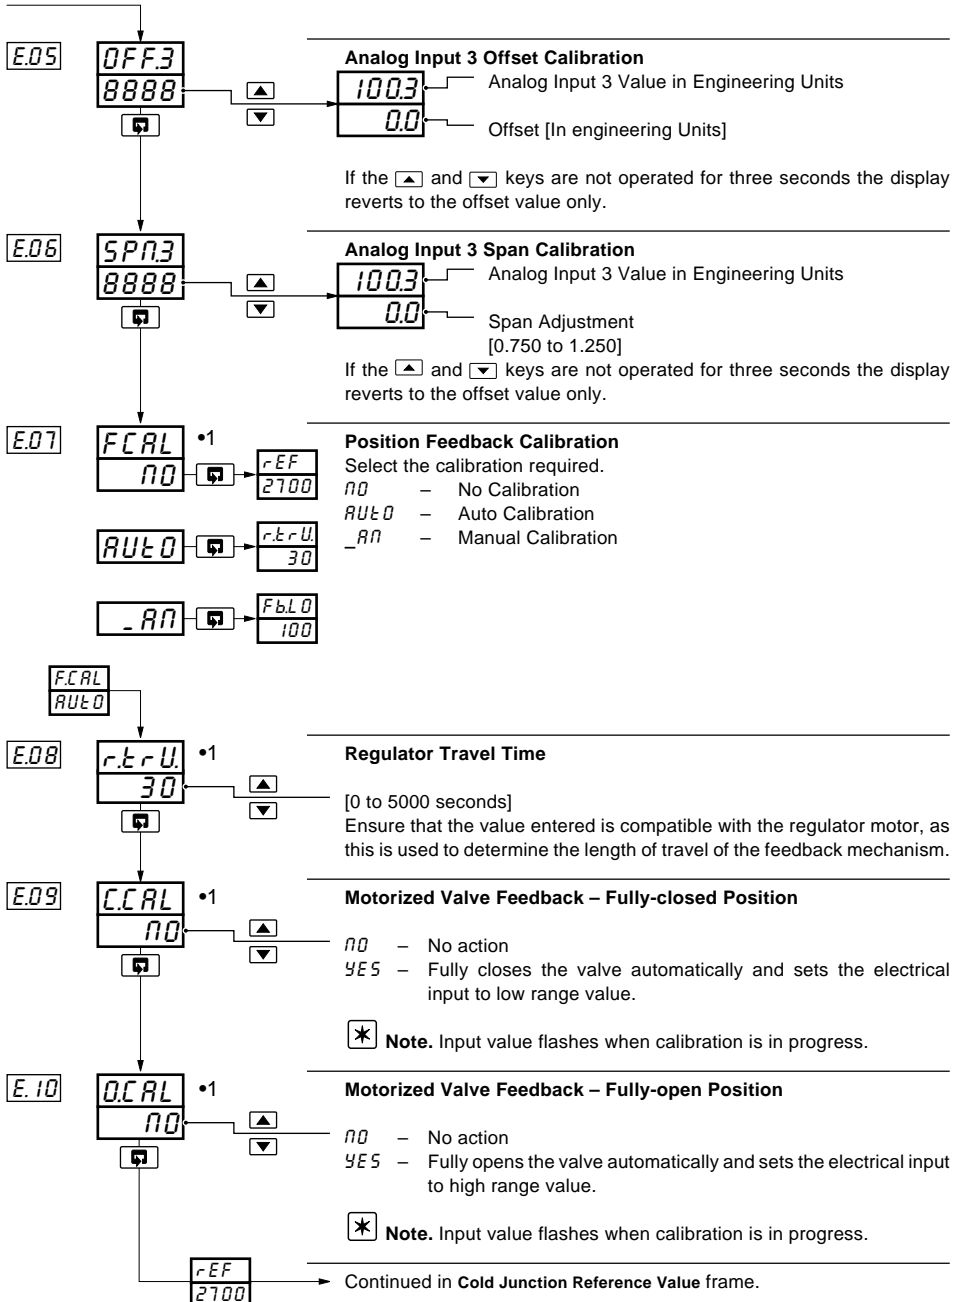 E.05
OFF.3
8888
Analog Input 3 Offset Calibration
100.3
Analog Input 3 Value in Engineering Units
0.0
Offset [In engineering Units]
If the ▲ and ▼ keys are not operated for three seconds the display
reverts to the offset value only.
E.06
SPN.3
8888
Analog Input 3 Span Calibration
100.3
Analog Input 3 Value in Engineering Units
0.0
Span Adjustment
[0.750 to 1.250]
If the ▲ and ▼ keys are not operated for three seconds the display
reverts to the offset value only.
E.07
FCAL •1
NO
rEF
2700
AUtO
r.trU.
30
_AN
Fb.LO
100
Position Feedback Calibration
Select the calibration required.
NO – No Calibration
AUtO – Auto Calibration
_AN – Manual Calibration
F.CAL
AUtO
E.08
r.trU. •1
30
Regulator Travel Time
[0 to 5000 seconds]
Ensure that the value entered is compatible with the regulator motor, as
this is used to determine the length of travel of the feedback mechanism.
E.09
C.CAL •1
NO
Motorized Valve Feedback – Fully-closed Position
NO – No action
YES – Fully closes the valve automatically and sets the electrical
input to low range value.
Note. Input value flashes when calibration is in progress.
E.10
O.CAL •1
NO
Motorized Valve Feedback – Fully-open Position
NO – No action
YES – Fully opens the valve automatically and sets the electrical input
to high range value.
Note. Input value flashes when calibration is in progress.
rEF
2700
Continued in Cold Junction Reference Value frame.